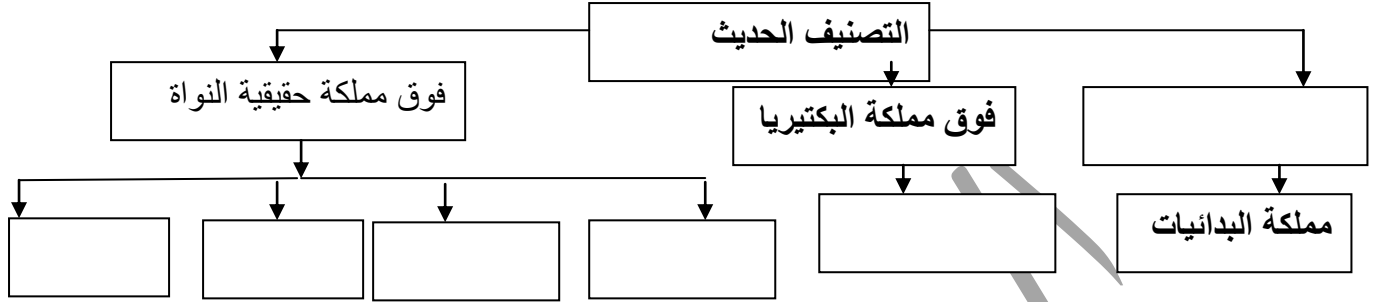 التصنيف الحديث
فوق مملكة البكتيريا
فوق مملكة حقيقية النواة
مملكة البدائيات